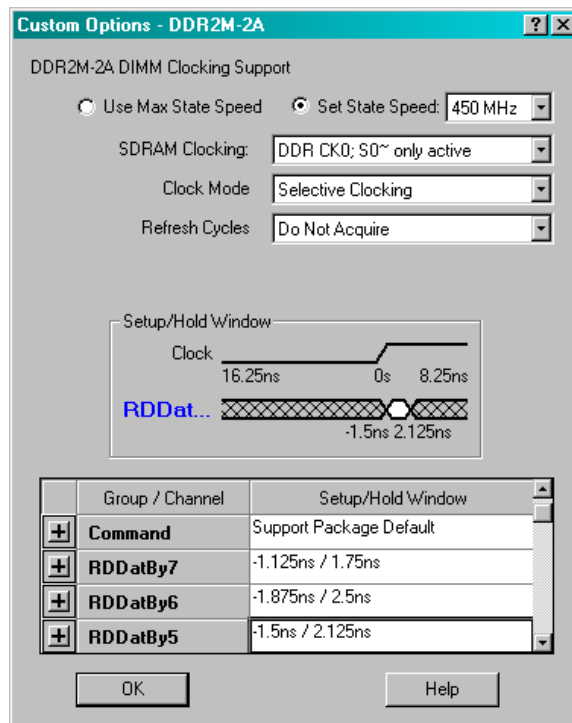 Custom Options - DDR2M-2A
DDR2M-2A DIMM Clocking Support
Use Max State Speed Set State Speed: 450 MHz
SDRAM Clocking: DDR CK0; S0~ only active
Clock Mode Selective Clocking
Refresh Cycles Do Not Acquire
Setup/Hold Window
Clock
16.25ns 0s 8.25ns
RDDat...
-1.5ns 2.125ns
Group / Channel Setup/Hold Window
Command Support Package Default
RDDatBy7 -1.125ns / 1.75ns
RDDatBy6 -1.875ns / 2.5ns
RDDatBy5 -1.5ns / 2.125ns
OK Help